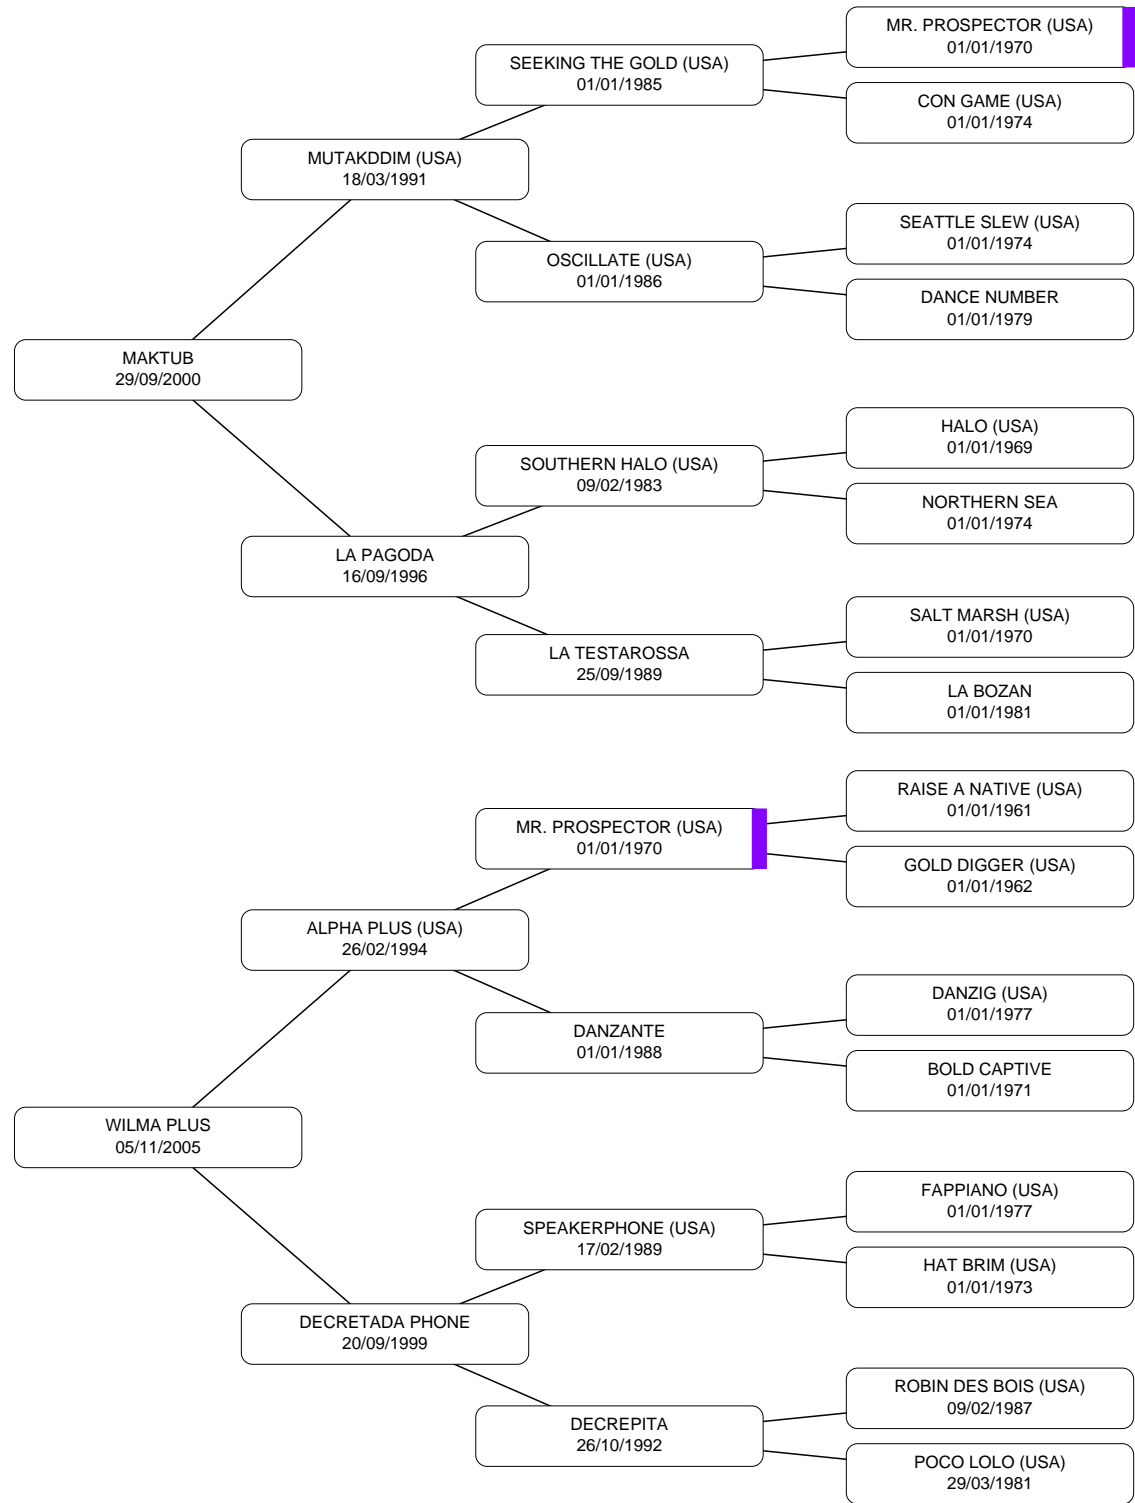 MR. PROSPECTOR (USA)
01/01/1970
SEEKING THE GOLD (USA)
01/01/1985
CON GAME (USA)
01/01/1974
MUTAKDDIM (USA)
18/03/1991
SEATTLE SLEW (USA)
01/01/1974
OSCILLATE (USA)
01/01/1986
DANCE NUMBER
01/01/1979
MAKTUB
29/09/2000
HALO (USA)
01/01/1969
SOUTHERN HALO (USA)
09/02/1983
NORTHERN SEA
01/01/1974
LA PAGODA
16/09/1996
SALT MARSH (USA)
01/01/1970
LA TESTAROSSA
25/09/1989
LA BOZAN
01/01/1981
RAISE A NATIVE (USA)
01/01/1961
MR. PROSPECTOR (USA)
01/01/1970
GOLD DIGGER (USA)
01/01/1962
ALPHA PLUS (USA)
26/02/1994
DANZIG (USA)
01/01/1977
DANZANTE
01/01/1988
BOLD CAPTIVE
01/01/1971
WILMA PLUS
05/11/2005
FAPPIANO (USA)
01/01/1977
SPEAKERPHONE (USA)
17/02/1989
HAT BRIM (USA)
01/01/1973
DECRETADA PHONE
20/09/1999
ROBIN DES BOIS (USA)
09/02/1987
DECREPITA
26/10/1992
POCO LOLO (USA)
29/03/1981